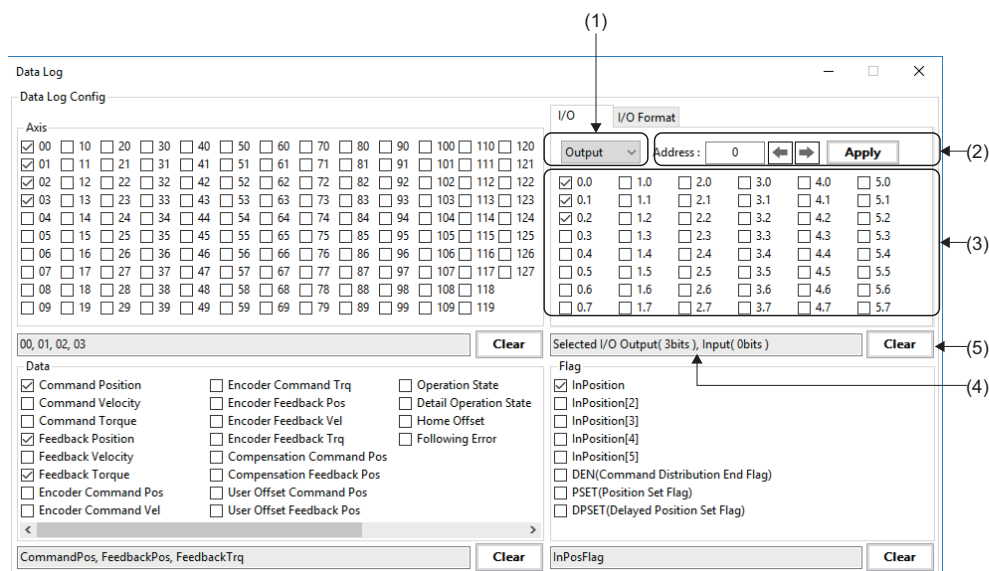 (1)
Data Log
Data Log Config
I/O I/O Format
Axis
Output Address : 0 Apply
(2)
00 10 20 30 40 50 60 70 80 90 100 110 120
01 11 21 31 41 51 61 71 81 91 101 111 121
02 12 22 32 42 52 62 72 82 92 102 112 122
03 13 23 33 43 53 63 73 83 93 103 113 123
04 14 24 34 44 54 64 74 84 94 104 114 124
05 15 25 35 45 55 65 75 85 95 105 115 125
06 16 26 36 46 56 66 76 86 96 106 116 126
07 17 27 37 47 57 67 77 87 97 107 117 127
08 18 28 38 48 58 68 78 88 98 108 118
09 19 29 39 49 59 69 79 89 99 109 119
0.0 1.0 2.0 3.0 4.0 5.0
0.1 1.1 2.1 3.1 4.1 5.1
0.2 1.2 2.2 3.2 4.2 5.2
0.3 1.3 2.3 3.3 4.3 5.3
0.4 1.4 2.4 3.4 4.4 5.4
0.5 1.5 2.5 3.5 4.5 5.5
0.6 1.6 2.6 3.6 4.6 5.6
0.7 1.7 2.7 3.7 4.7 5.7
(3)
00, 01, 02, 03 Clear
Selected I/O Output( 3bits ), Input( 0bits ) Clear
(5)
(4)
Data
Command Position Encoder Command Trq Operation State
Command Velocity Encoder Feedback Pos Detail Operation State
Command Torque Encoder Feedback Vel Home Offset
Feedback Position Encoder Feedback Trq Following Error
Feedback Velocity Compensation Command Pos
Feedback Torque Compensation Feedback Pos
Encoder Command Pos User Offset Command Pos
Encoder Command Vel User Offset Feedback Pos
Flag
InPosition
InPosition[2]
InPosition[3]
InPosition[4]
InPosition[5]
DEN(Command Distribution End Flag)
PSET(Position Set Flag)
DPSET(Delayed Position Set Flag)
CommandPos, FeedbackPos, FeedbackTrq Clear
InPosFlag Clear